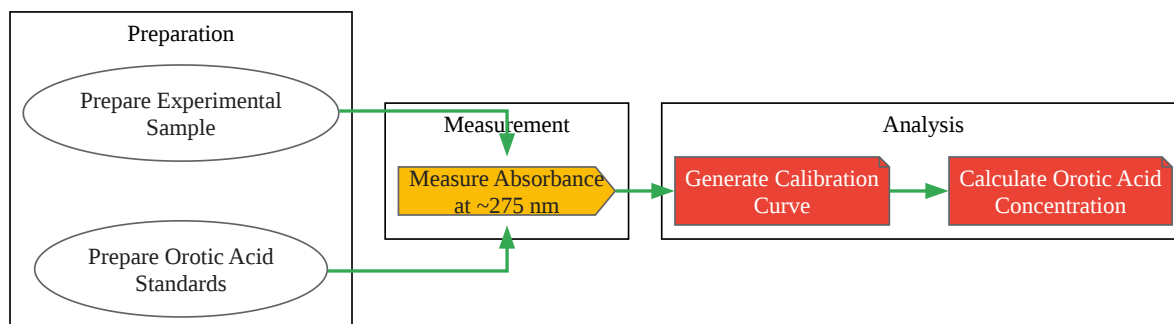 Preparation
Prepare Experimental
Sample
Prepare Orotic Acid
Standards
Measurement
Measure Absorbance
at ~275 nm
Analysis
Generate Calibration
Curve
Calculate Orotic Acid
Concentration